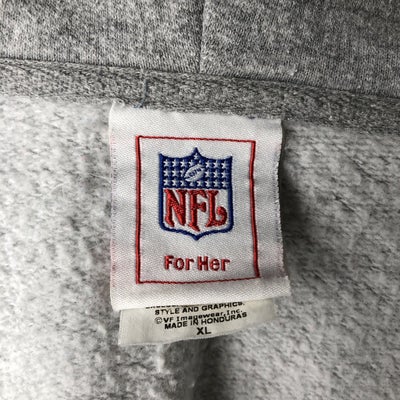 NFL
For Her
STYLE AND GRAPHICS.
©VF Imagewear, Inc.
MADE IN HONDURAS
XL